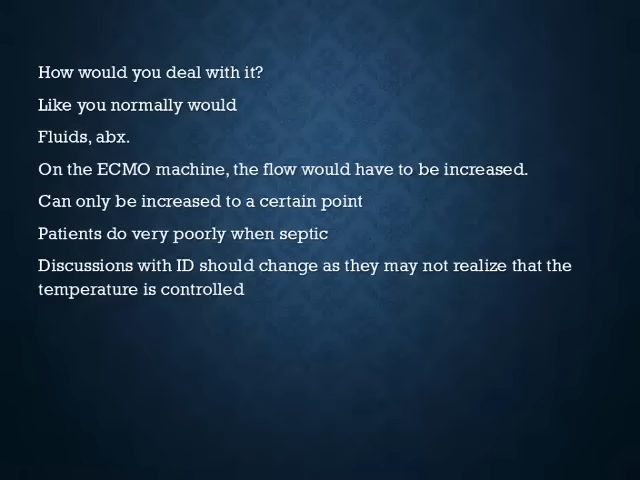 How would you deal with it?
Like you normally would
Fluids, abx.
On the ECMO machine, the flow would have to be increased.
Can only be increased to a certain point
Patients do very poorly when septic
Discussions with ID should change as they may not realize that the
temperature is controlled